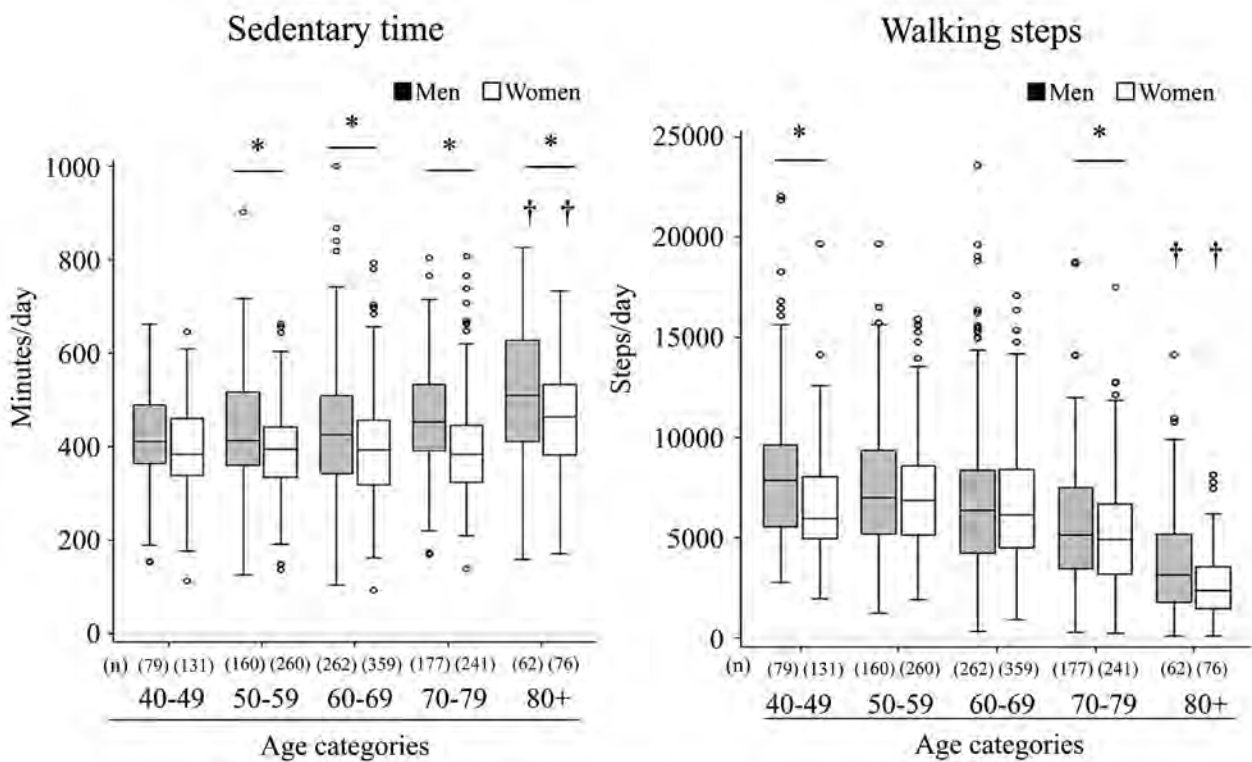 Sedentary time
Men Women
* * * *
1000
† †
800
600
400
200
0
Minutes/day
(n) (79) (131) (160) (260) (262) (359) (177) (241) (62) (76)
40-49 50-59 60-69 70-79 80+
Age categories
Walking steps
Men Women
25000
* *
20000
† †
15000
10000
5000
0
Steps/day
(n) (79) (131) (160) (260) (262) (359) (177) (241) (62) (76)
40-49 50-59 60-69 70-79 80+
Age categories